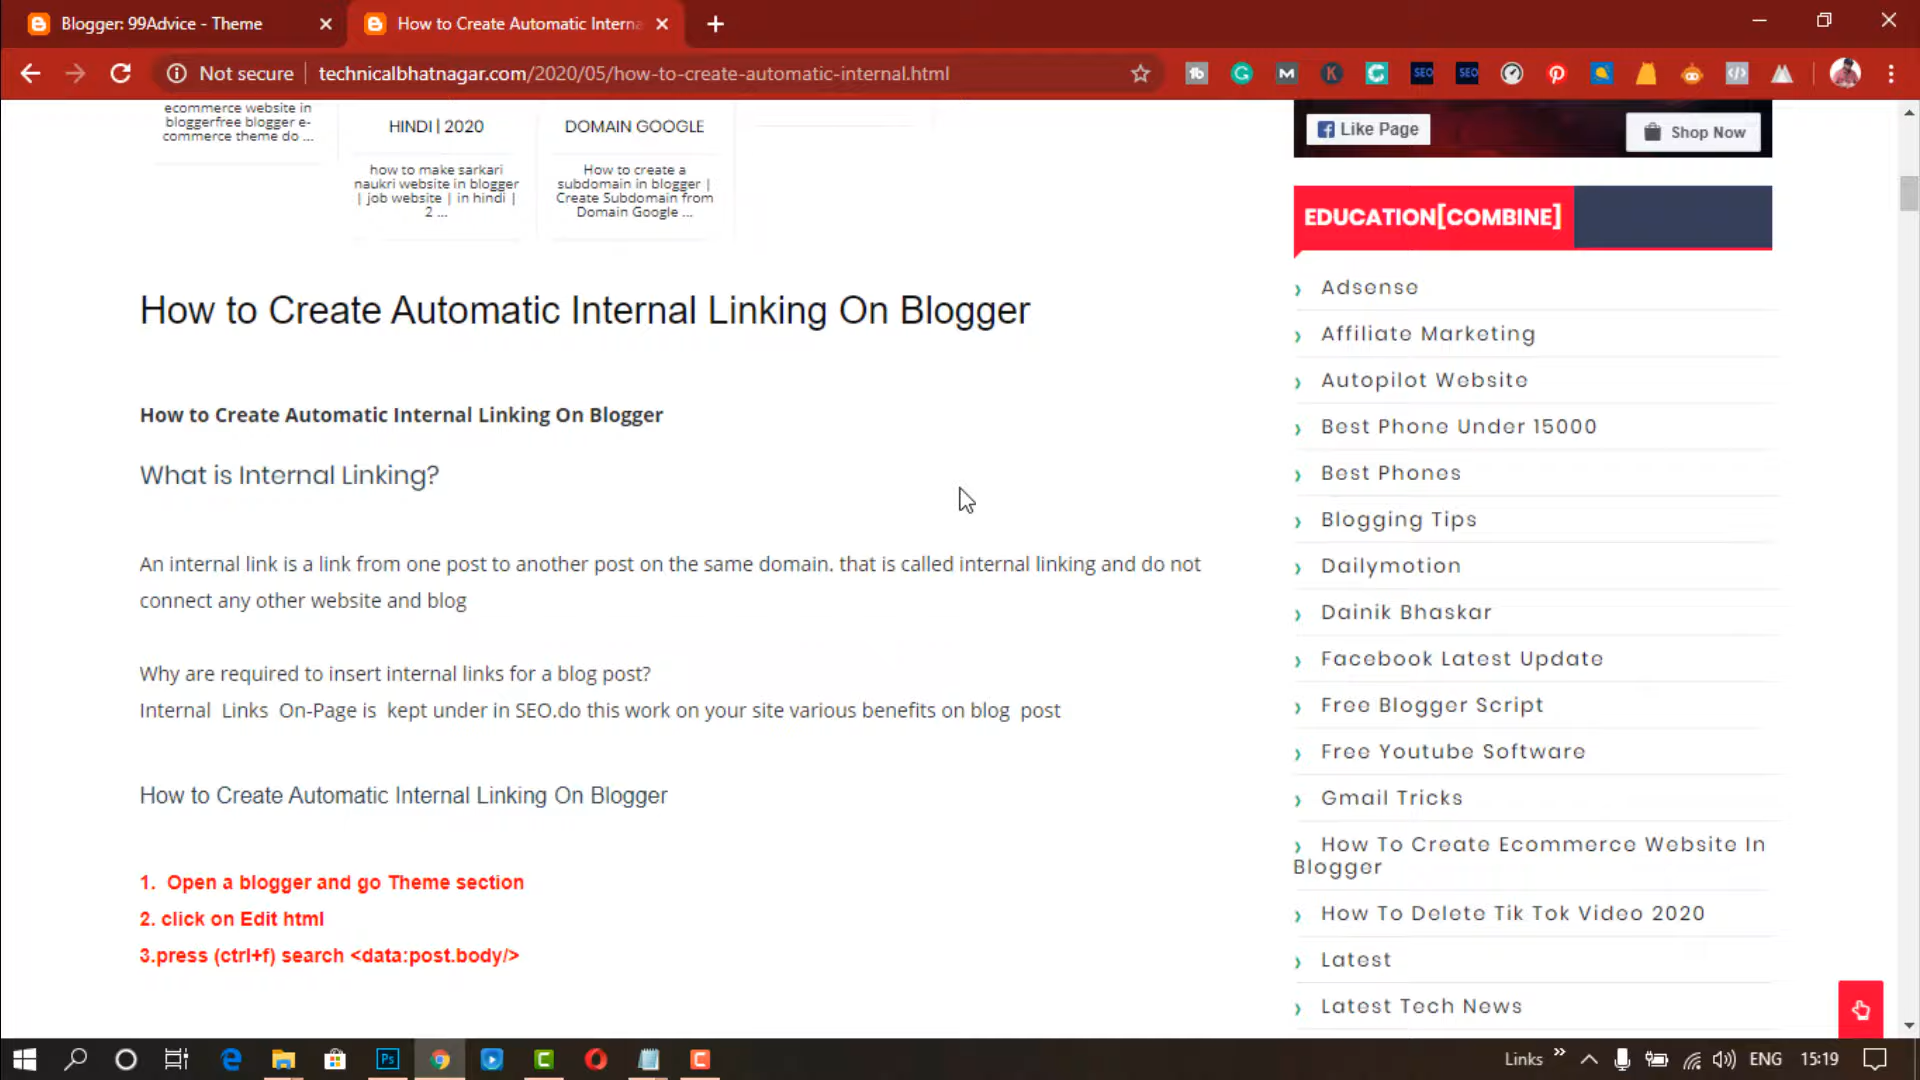 Blogger: 99Advice - Theme
How to Create Automatic Interna
Not secure
technicalbhatnagar.com/2020/05/how-to-create-automatic-internal.html
ecommerce website in
bloggerfree blogger e-
commerce theme do ...
HINDI | 2020
how to make sarkari
naukri website in blogger
| job website | in hindi |
2 ...
DOMAIN GOOGLE
How to create a
subdomain in blogger |
Create Subdomain from
Domain Google ...
Like Page
Shop Now
How to Create Automatic Internal Linking On Blogger
How to Create Automatic Internal Linking On Blogger
What is Internal Linking?
An internal link is a link from one post to another post on the same domain. that is called internal linking and do not
connect any other website and blog
Why are required to insert internal links for a blog post?
Internal  Links  On-Page is  kept under in SEO.do this work on your site various benefits on blog  post
How to Create Automatic Internal Linking On Blogger
1.  Open a blogger and go Theme section
2. click on Edit html
3.press (ctrl+f) search <data:post.body/>
EDUCATION[COMBINE]
Adsense
Affiliate Marketing
Autopilot Website
Best Phone Under 15000
Best Phones
Blogging Tips
Dailymotion
Dainik Bhaskar
Facebook Latest Update
Free Blogger Script
Free Youtube Software
Gmail Tricks
How To Create Ecommerce Website In
Blogger
How To Delete Tik Tok Video 2020
Latest
Latest Tech News
Links
ENG
15:19